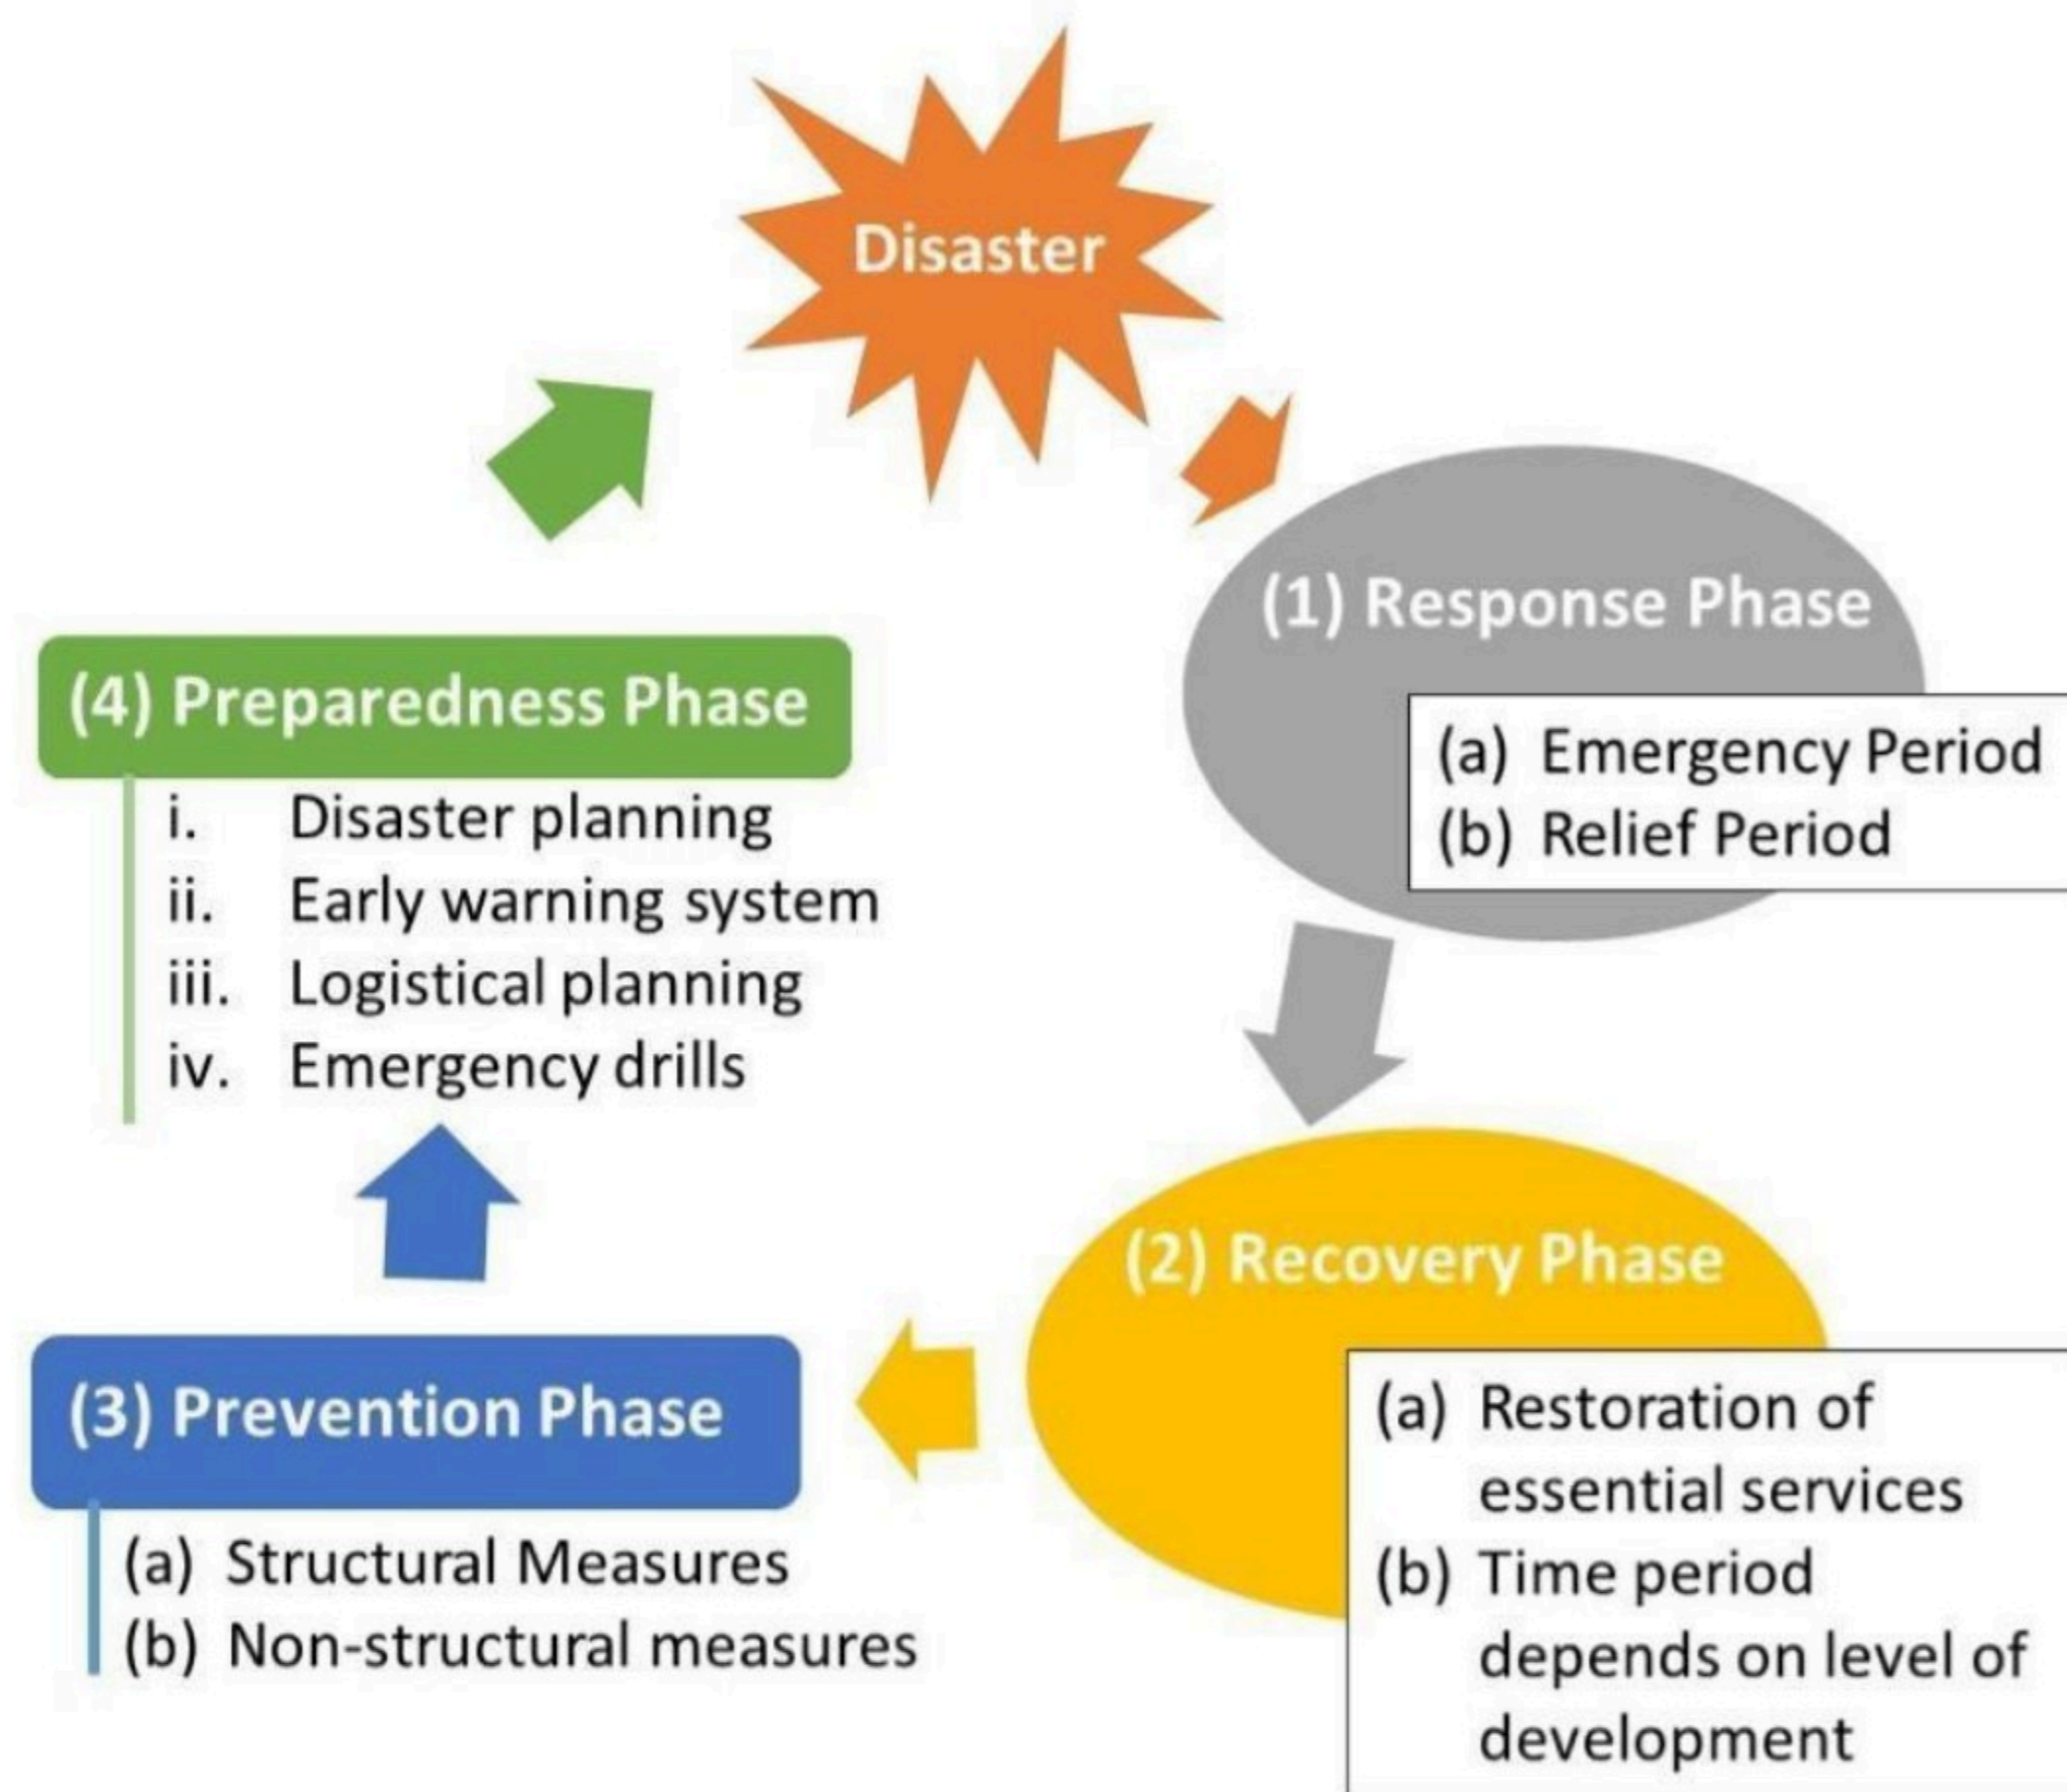 Disaster
(1) Response Phase
(a) Emergency Period
(b) Relief Period
(2) Recovery Phase
(a) Restoration of
essential services
(b) Time period
depends on level of
development
(3) Prevention Phase
(a) Structural Measures
(b) Non-structural measures
(4) Preparedness Phase
i. Disaster planning
ii. Early warning system
iii. Logistical planning
iv. Emergency drills